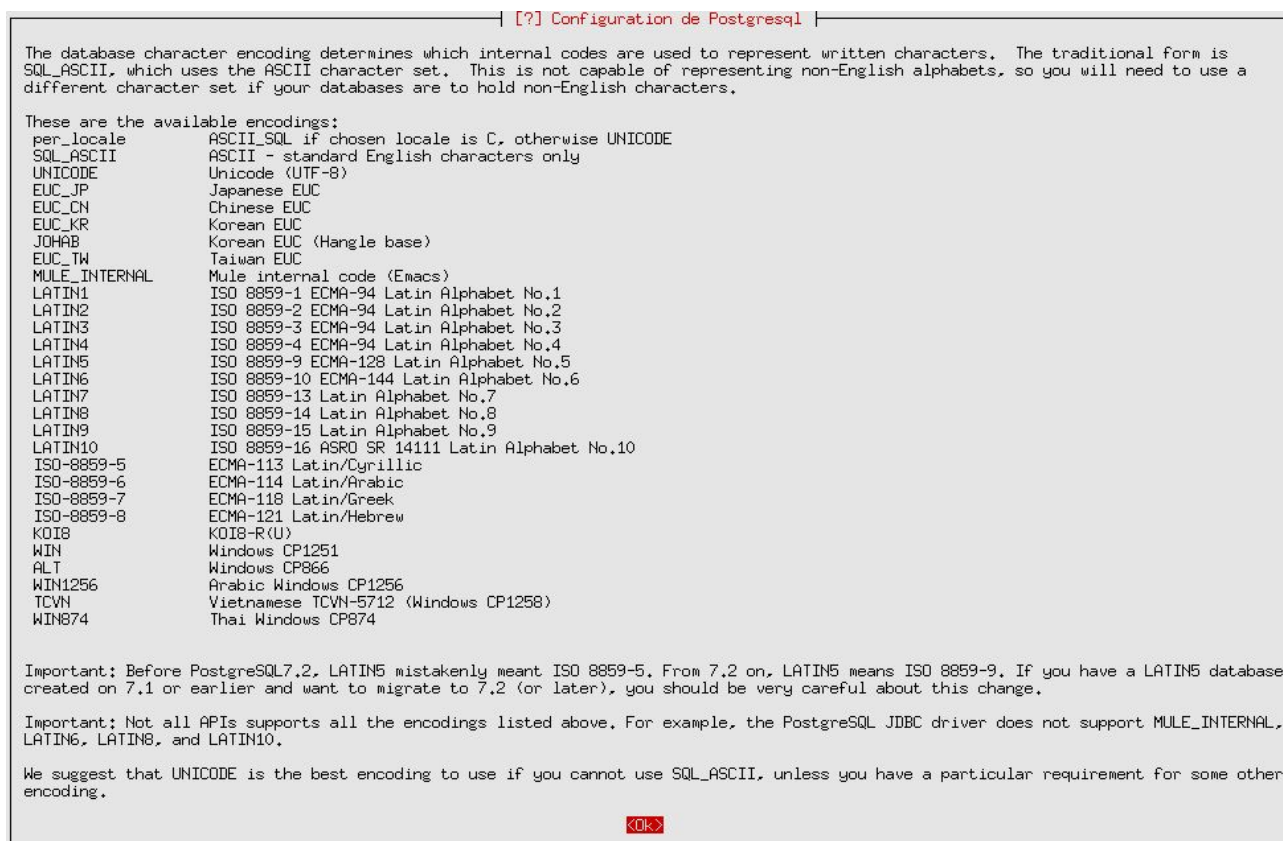 [?] Configuration de Postgresql
The database character encoding determines which internal codes are used to represent written characters.  The traditional form is
SQL_ASCII, which uses the ASCII character set.  This is not capable of representing non-English alphabets, so you will need to use a
different character set if your databases are to hold non-English characters.
These are the available encodings:
per_locale ASCII_SQL if chosen locale is C, otherwise UNICODE
SQL_ASCII ASCII - standard English characters only
UNICODE Unicode (UTF-8)
EUC_JP Japanese EUC
EUC_CN Chinese EUC
EUC_KR Korean EUC
JOHAB Korean EUC (Hangle base)
EUC_TW Taiwan EUC
MULE_INTERNAL Mule internal code (Emacs)
LATIN1 ISO 8859-1 ECMA-94 Latin Alphabet No.1
LATIN2 ISO 8859-2 ECMA-94 Latin Alphabet No.2
LATIN3 ISO 8859-3 ECMA-94 Latin Alphabet No.3
LATIN4 ISO 8859-4 ECMA-94 Latin Alphabet No.4
LATIN5 ISO 8859-9 ECMA-128 Latin Alphabet No.5
LATIN6 ISO 8859-10 ECMA-144 Latin Alphabet No.6
LATIN7 ISO 8859-13 Latin Alphabet No.7
LATIN8 ISO 8859-14 Latin Alphabet No.8
LATIN9 ISO 8859-15 Latin Alphabet No.9
LATIN10 ISO 8859-16 ASRO SR 14111 Latin Alphabet No.10
ISO-8859-5 ECMA-113 Latin/Cyrillic
ISO-8859-6 ECMA-114 Latin/Arabic
ISO-8859-7 ECMA-118 Latin/Greek
ISO-8859-8 ECMA-121 Latin/Hebrew
KOI8 KOI8-R(U)
WIN Windows CP1251
ALT Windows CP866
WIN1256 Arabic Windows CP1256
TCVN Vietnamese TCVN-5712 (Windows CP1258)
WIN874 Thai Windows CP874
Important: Before PostgreSQL7.2, LATIN5 mistakenly meant ISO 8859-5. From 7.2 on, LATIN5 means ISO 8859-9. If you have a LATIN5 database
created on 7.1 or earlier and want to migrate to 7.2 (or later), you should be very careful about this change.
Important: Not all APIs supports all the encodings listed above. For example, the PostgreSQL JDBC driver does not support MULE_INTERNAL,
LATIN6, LATIN8, and LATIN10.
We suggest that UNICODE is the best encoding to use if you cannot use SQL_ASCII, unless you have a particular requirement for some other
encoding.
<Ok>